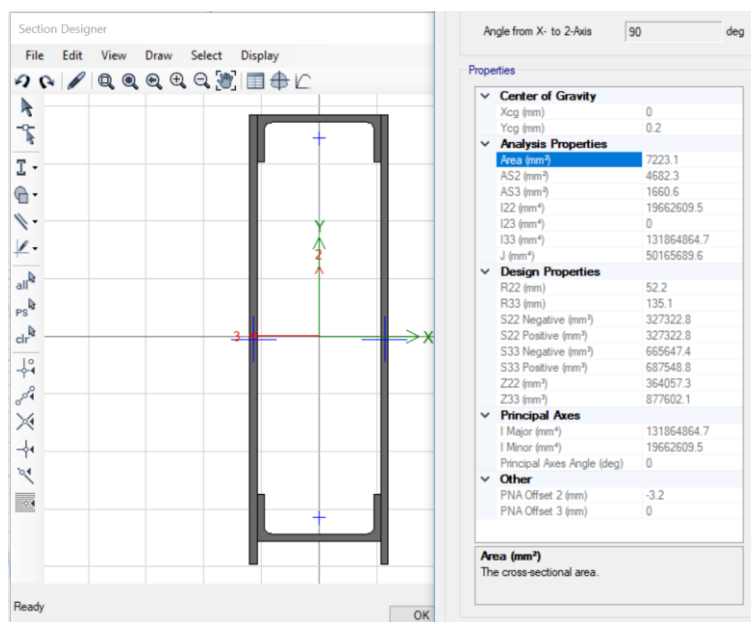 Section Designer
File Edit View Draw Select Display
all
PS
clr
Y
2
3
X
Ready
OK
Angle from X- to 2-Axis 90 deg
Properties
Center of Gravity
Xcg (mm) 0
Ycg (mm) 0.2
Analysis Properties
Area (mm²) 7223.1
AS2 (mm²) 4682.3
AS3 (mm²) 1660.6
I22 (mm⁴) 19662609.5
I23 (mm⁴) 0
I33 (mm⁴) 131864864.7
J (mm⁴) 50165689.6
Design Properties
R22 (mm) 52.2
R33 (mm) 135.1
S22 Negative (mm³) 327322.8
S22 Positive (mm³) 327322.8
S33 Negative (mm³) 665647.4
S33 Positive (mm³) 687548.8
Z22 (mm³) 364057.3
Z33 (mm³) 877602.1
Principal Axes
I Major (mm⁴) 131864864.7
I Minor (mm⁴) 19662609.5
Principal Axes Angle (deg) 0
Other
PNA Offset 2 (mm) -3.2
PNA Offset 3 (mm) 0
Area (mm²)
The cross-sectional area.